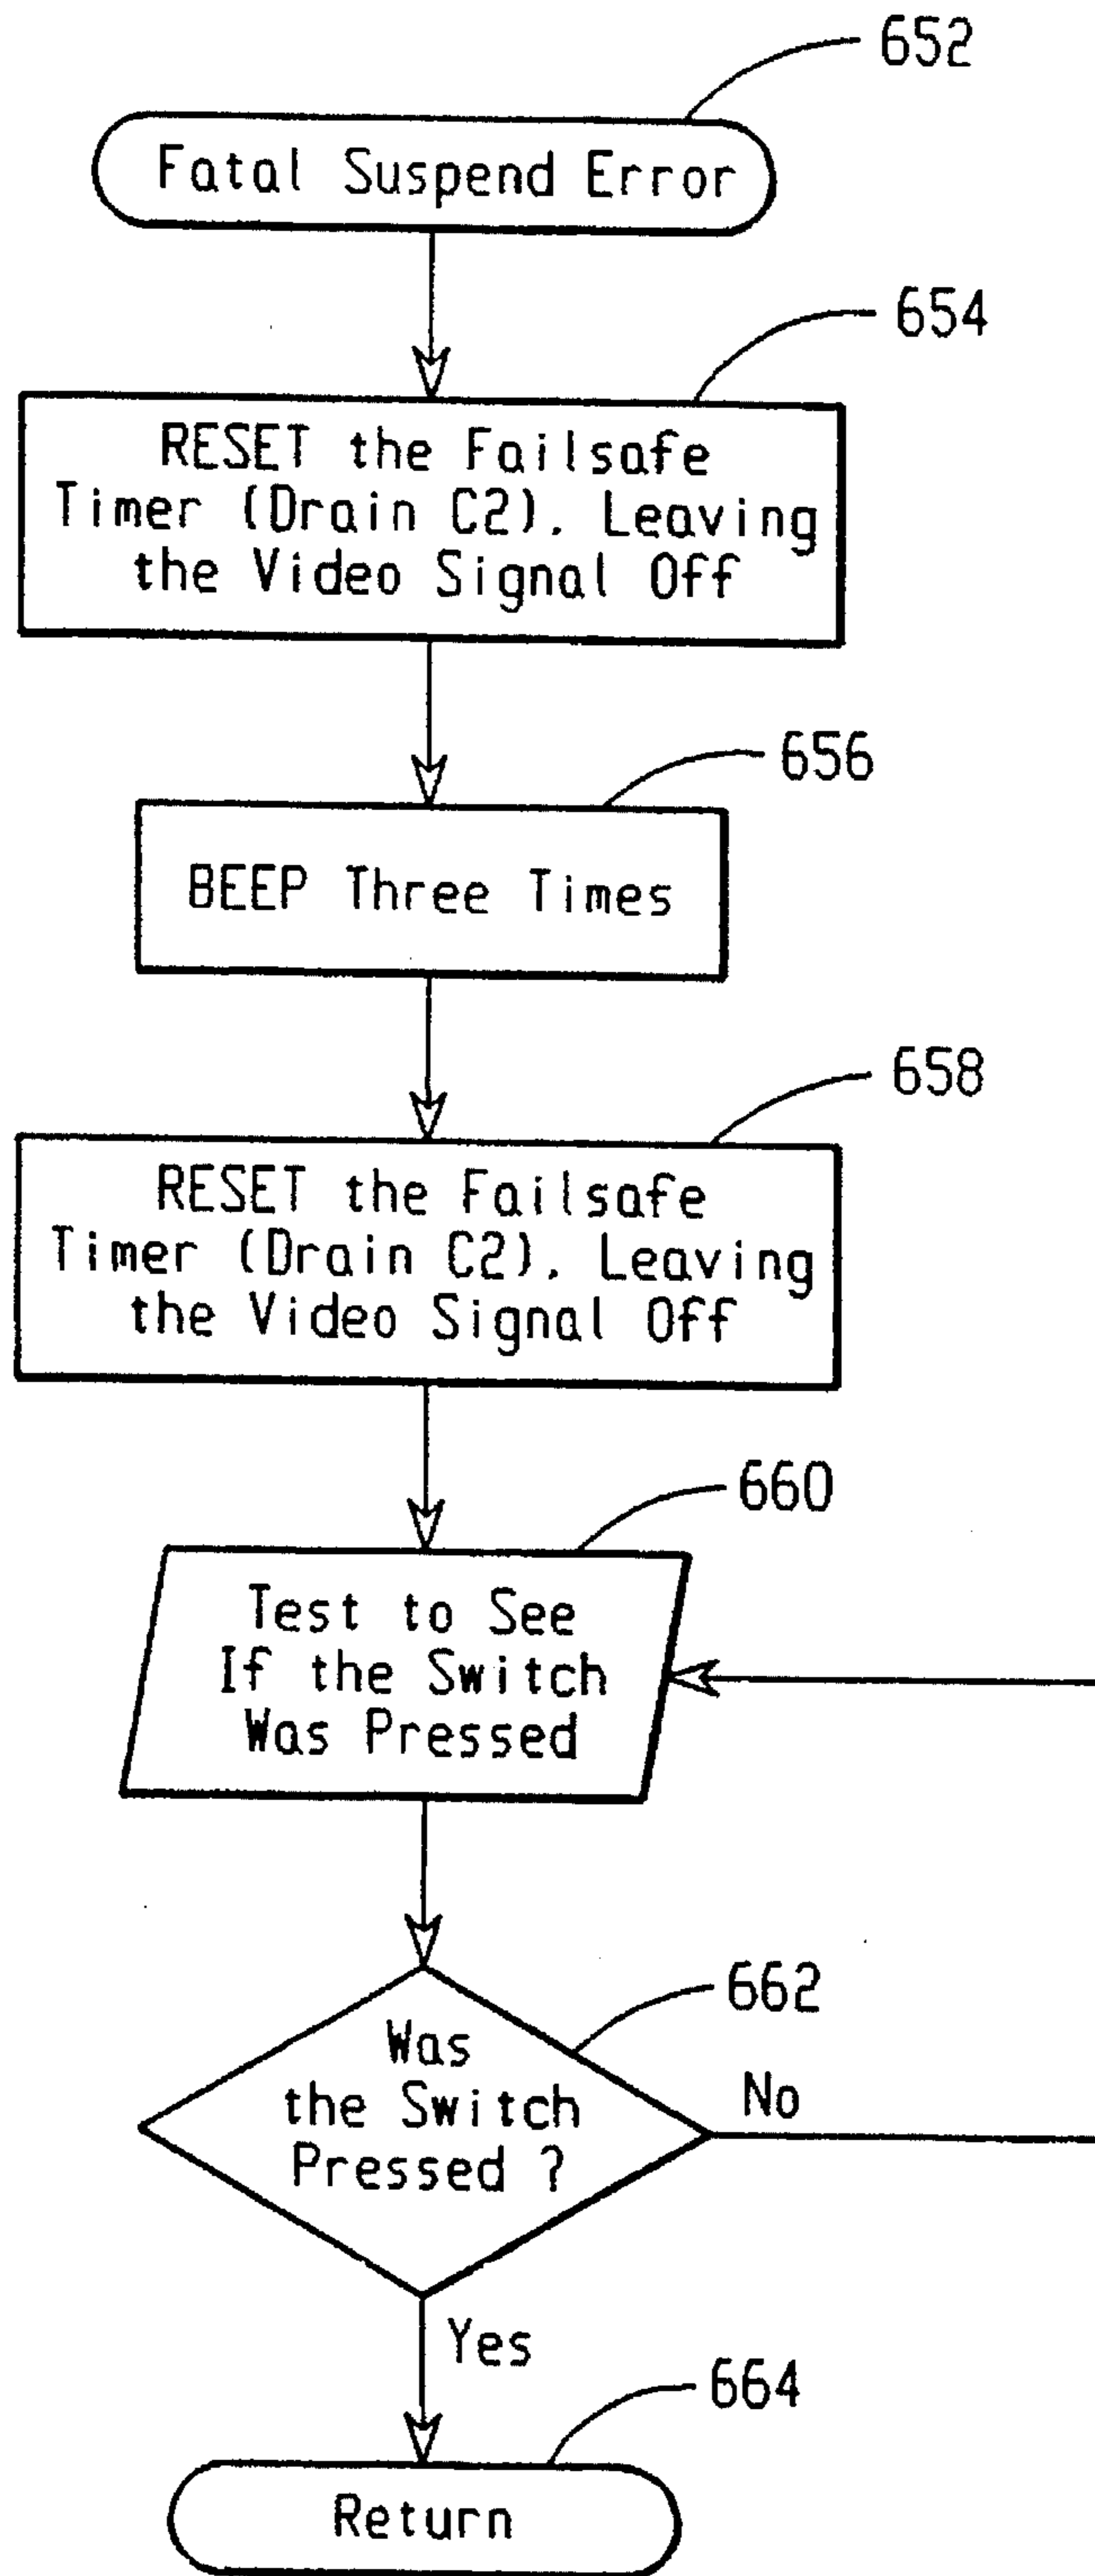 652
Fatal Suspend Error
654
RESET the Failsafe
Timer (Drain C2), Leaving
the Video Signal Off
656
BEEP Three Times
658
RESET the Failsafe
Timer (Drain C2), Leaving
the Video Signal Off
660
Test to See
If the Switch
Was Pressed
662
Was
the Switch
Pressed ?
No
Yes
664
Return